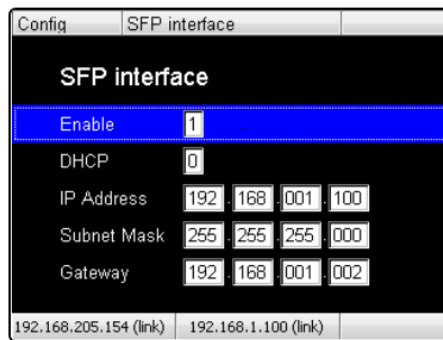 Config SFP interface
SFP interface
Enable 1
DHCP 0
IP Address 192 . 168 . 001 . 100
Subnet Mask 255 . 255 . 255 . 000
Gateway 192 . 168 . 001 . 002
192.168.205.154 (link) 192.168.1.100 (link)